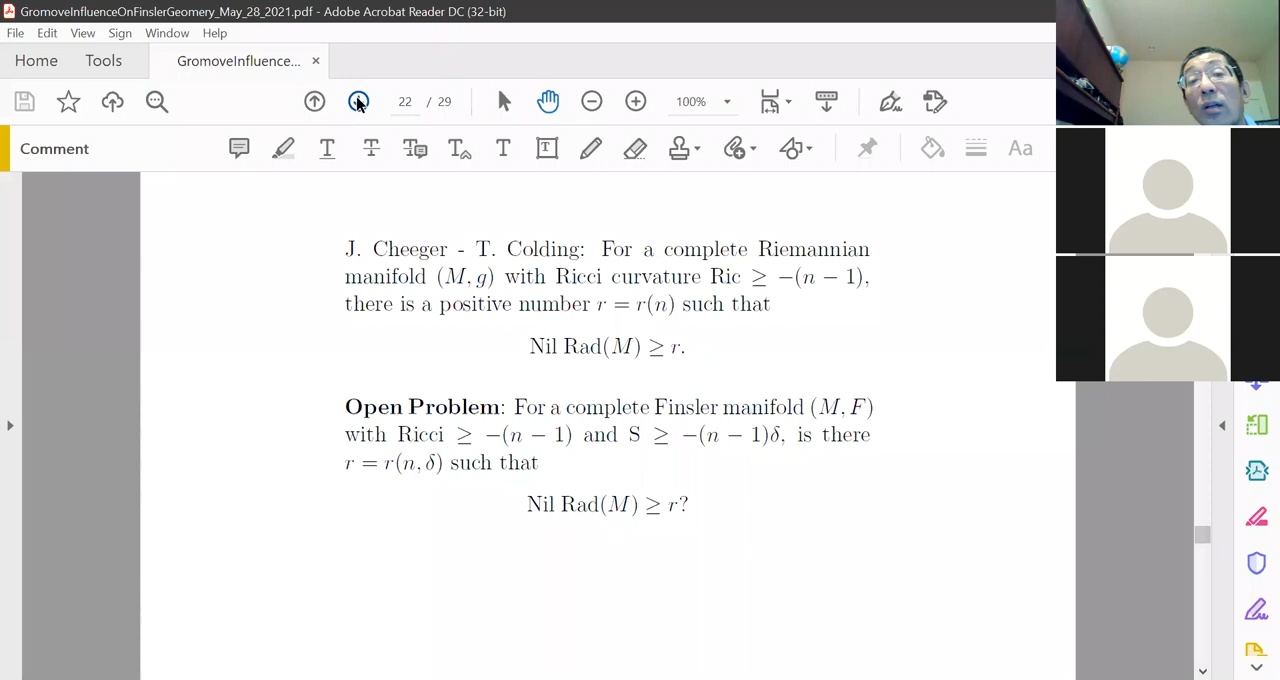 GromoveInfluenceOnFinslerGeomery_May_28_2021.pdf - Adobe Acrobat Reader DC (32-bit)
File Edit View Sign Window Help
Home Tools GromoveInfluence... ×
22 / 29 100%
Comment
Aa
J. Cheeger - T. Colding: For a complete Riemannian
manifold (M, g) with Ricci curvature Ric ≥ −(n − 1),
there is a positive number r = r(n) such that
Nil Rad(M) ≥ r.
Open Problem: For a complete Finsler manifold (M, F)
with Ricci ≥ −(n − 1) and S ≥ −(n − 1)δ, is there
r = r(n, δ) such that
Nil Rad(M) ≥ r?